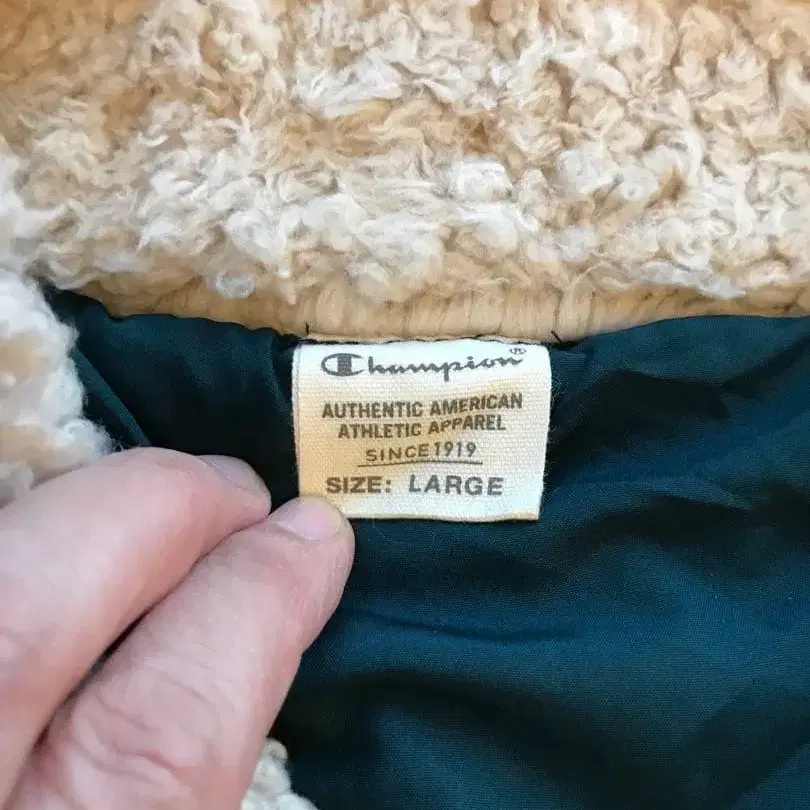 Champion®
AUTHENTIC AMERICAN
ATHLETIC APPAREL
SINCE 1919
SIZE: LARGE